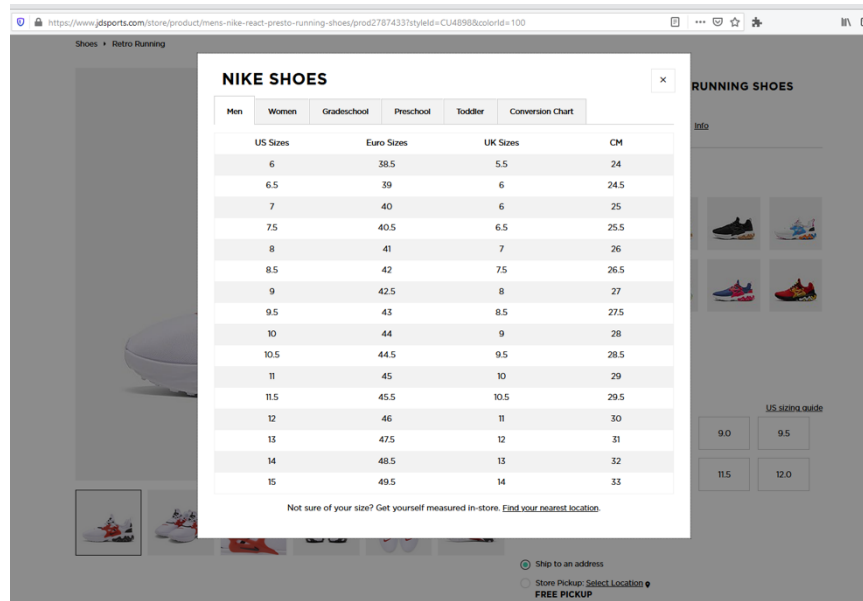 https://www.jdsports.com/store/product/mens-nike-react-presto-running-shoes/prod2787433?styleId=CU4898&colorId=100
Shoes › Retro Running
NIKE SHOES
×
RUNNING SHOES
Men Women Gradeschool Preschool Toddler Conversion Chart
Info
US Sizes Euro Sizes UK Sizes CM
6 38.5 5.5 24
6.5 39 6 24.5
7 40 6 25
7.5 40.5 6.5 25.5
8 41 7 26
8.5 42 7.5 26.5
9 42.5 8 27
9.5 43 8.5 27.5
10 44 9 28
10.5 44.5 9.5 28.5
11 45 10 29
11.5 45.5 10.5 29.5
12 46 11 30
13 47.5 12 31
14 48.5 13 32
15 49.5 14 33
Not sure of your size? Get yourself measured in-store. Find your nearest location.
US sizing guide
9.0 9.5
11.5 12.0
Ship to an address
Store Pickup: Select Location
FREE PICKUP